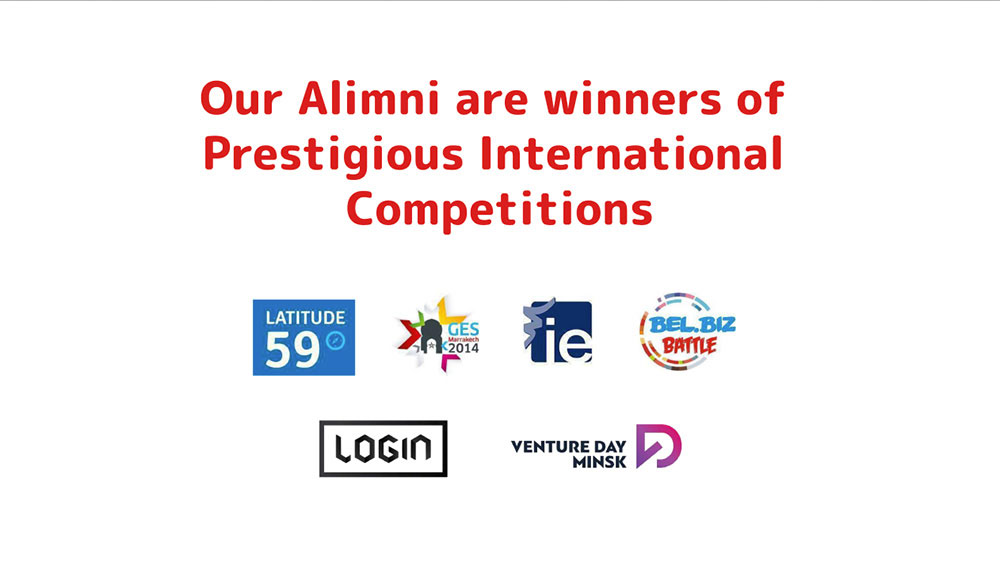 Our Alimni are winners of
Prestigious International
Competitions
LATITUDE
59
GES
Marrakech
2014
ie
BEL.BIZ
BATTLE
LOGIN
VENTURE DAY
MINSK